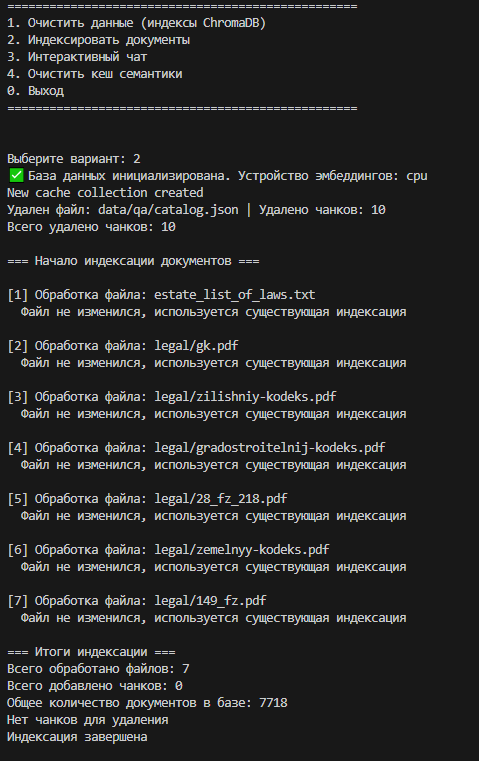 ==================================================
1. Очистить данные (индексы ChromaDB)
2. Индексировать документы
3. Интерактивный чат
4. Очистить кеш семантики
0. Выход
==================================================
Выберите вариант: 2
✅ База данных инициализирована. Устройство эмбеддингов: cpu
New cache collection created
Удален файл: data/qa/catalog.json | Удалено чанков: 10
Всего удалено чанков: 10
=== Начало индексации документов ===
[1] Обработка файла: estate_list_of_laws.txt
Файл не изменился, используется существующая индексация
[2] Обработка файла: legal/gk.pdf
Файл не изменился, используется существующая индексация
[3] Обработка файла: legal/zilishniy-kodeks.pdf
Файл не изменился, используется существующая индексация
[4] Обработка файла: legal/gradostroitelnij-kodeks.pdf
Файл не изменился, используется существующая индексация
[5] Обработка файла: legal/28_fz_218.pdf
Файл не изменился, используется существующая индексация
[6] Обработка файла: legal/zemelnyy-kodeks.pdf
Файл не изменился, используется существующая индексация
[7] Обработка файла: legal/149_fz.pdf
Файл не изменился, используется существующая индексация
=== Итоги индексации ===
Всего обработано файлов: 7
Всего добавлено чанков: 0
Общее количество документов в базе: 7718
Нет чанков для удаления
Индексация завершена